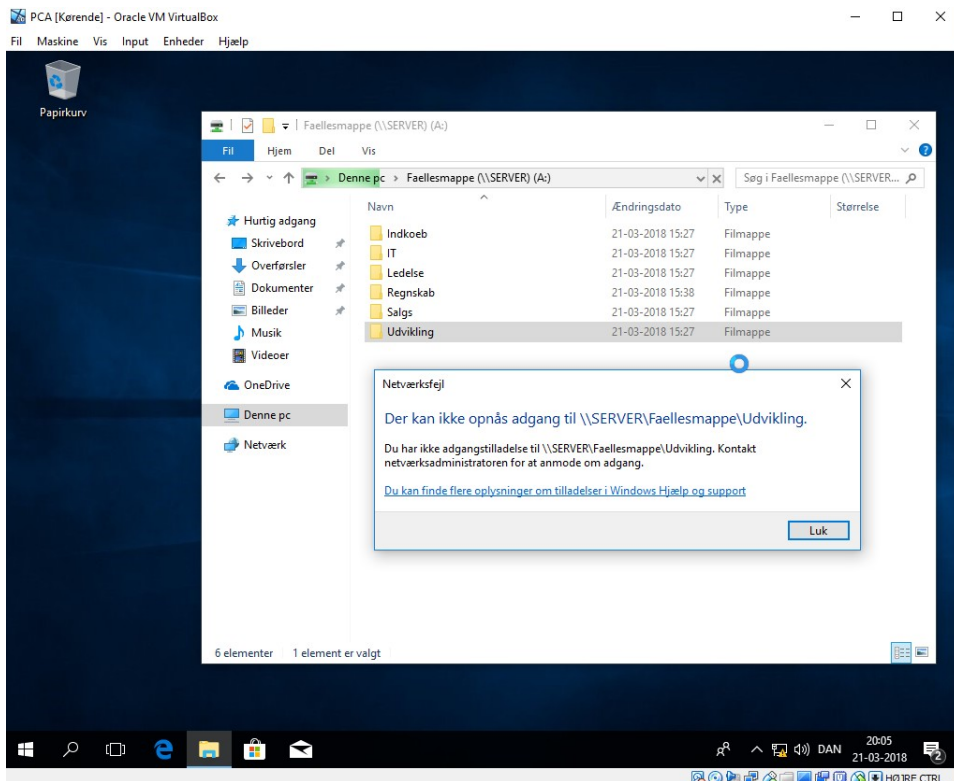 PCA [Kørende] - Oracle VM VirtualBox
Fil Maskine Vis Input Enheder Hjælp
Papirkurv
Faellesmappe (\\SERVER) (A:)
Fil Hjem Del Vis
Denne pc > Faellesmappe (\\SERVER) (A:)
Søg i Faellesmappe (\\SERVER...
Navn Ændringsdato Type Størrelse
Hurtig adgang
Skrivebord
Overførsler
Dokumenter
Billeder
Musik
Videoer
OneDrive
Denne pc
Netværk
Indkoeb 21-03-2018 15:27 Filmappe
IT 21-03-2018 15:27 Filmappe
Ledelse 21-03-2018 15:27 Filmappe
Regnskab 21-03-2018 15:38 Filmappe
Salgs 21-03-2018 15:27 Filmappe
Udvikling 21-03-2018 15:27 Filmappe
Netværksfejl
Der kan ikke opnås adgang til \\SERVER\Faellesmappe\Udvikling.
Du har ikke adgangstilladelse til \\SERVER\Faellesmappe\Udvikling. Kontakt
netværksadministratoren for at anmode om adgang.
Du kan finde flere oplysninger om tilladelser i Windows Hjælp og support
Luk
6 elementer 1 element er valgt
DAN
20:05
21-03-2018
2
HØJRE CTRL